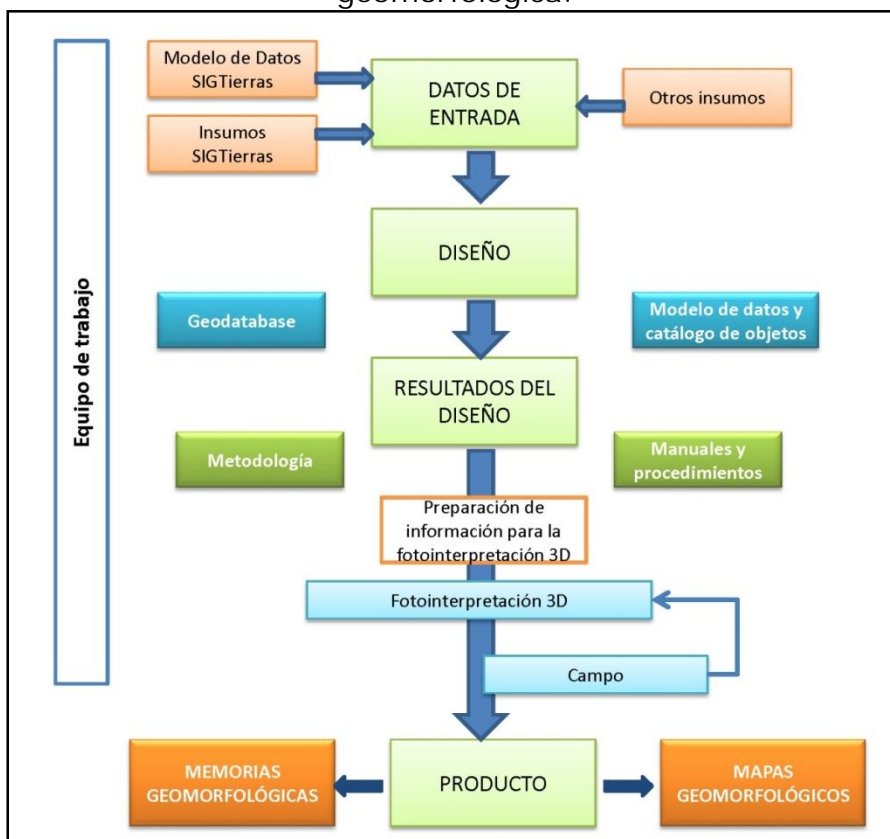 Modelo de Datos
SIGTierras
DATOS DE
ENTRADA
Otros insumos
Insumos
SIGTierras
DISEÑO
Equipo de trabajo
Geodatabase
Modelo de datos y
catálogo de objetos
RESULTADOS DEL
DISEÑO
Metodología
Manuales y
procedimientos
Preparación de
información para la
fotointerpretación 3D
Fotointerpretación 3D
Campo
MEMORIAS
GEOMORFOLÓGICAS
PRODUCTO
MAPAS
GEOMORFOLÓGICOS